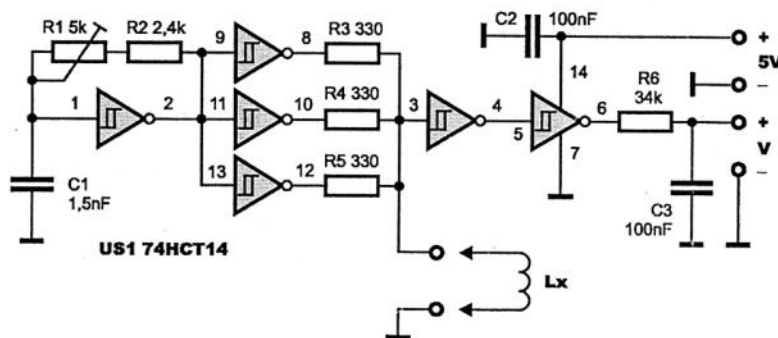 R1 5k
R2 2,4k
9
8
R3 330
C2
100nF
+
5V
–
14
1
2
11
10
R4 330
3
4
5
6
R6
34k
+
V
–
7
13
12
R5 330
C1
1,5nF
C3
100nF
US1 74HCT14
Lx